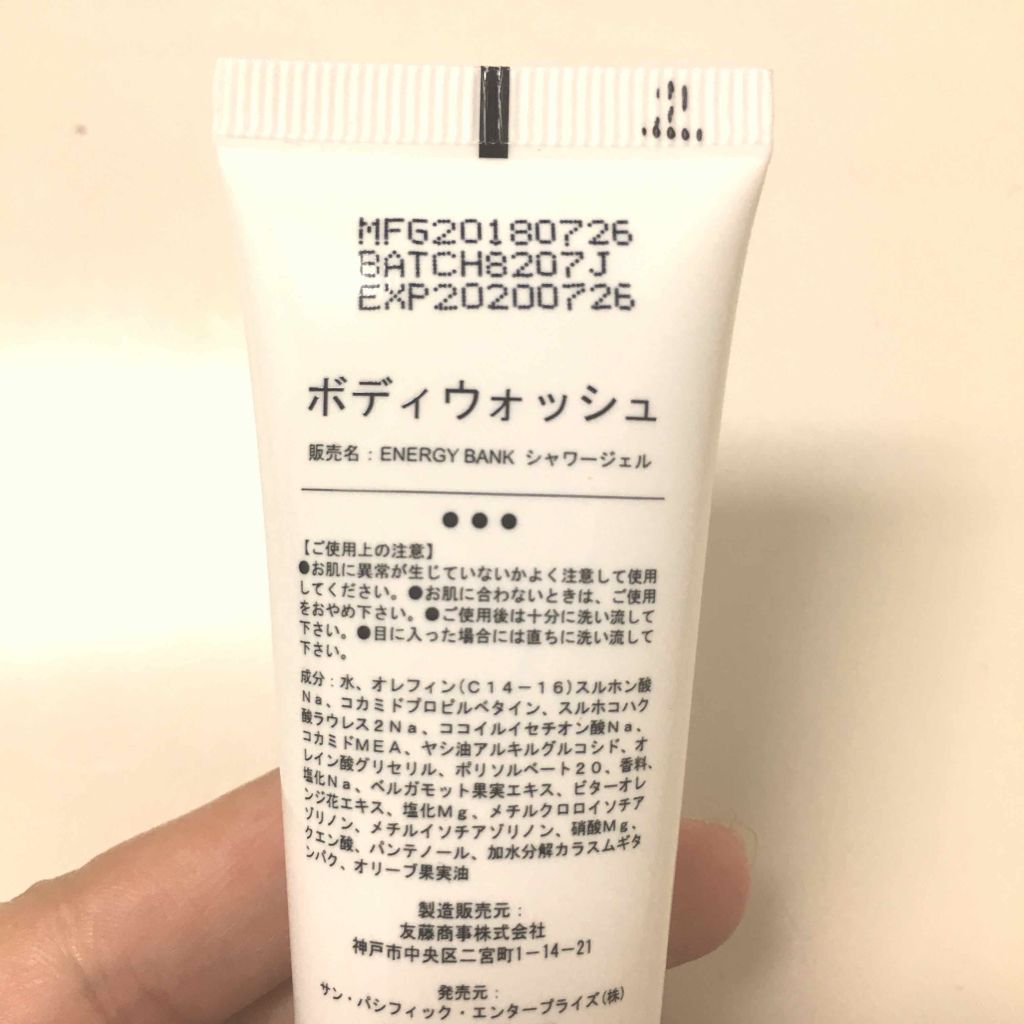 MFG20180726
BATCH8207J
EXP20200726
ボディウォッシュ
販売名：ENERGY BANK シャワージェル
●●●
【ご使用上の注意】
●お肌に異常が生じていないかよく注意して使用
してください。●お肌に合わないときは、ご使用
をおやめ下さい。●ご使用後は十分に洗い流して
下さい。●目に入った場合には直ちに洗い流して
下さい。
成分：水、オレフィン(Ｃ１４－１６)スルホン酸
Ｎａ、コカミドプロピルベタイン、スルホコハク
酸ラウレス２Ｎａ、ココイルイセチオン酸Ｎａ、
コカミドＭＥＡ、ヤシ油アルキルグルコシド、オ
レイン酸グリセリル、ポリソルベート２０、香料、
塩化Ｎａ、ベルガモット果実エキス、ビターオレ
ンジ花エキス、塩化Ｍｇ、メチルクロロイソチア
ゾリノン、メチルイソチアゾリノン、硝酸Ｍｇ、
クエン酸、パンテノール、加水分解カラスムギタ
ンパク、オリーブ果実油
製造販売元：
友藤商事株式会社
神戸市中央区二宮町1－14－21
発売元：
サン・パシフィック・エンタープライズ(株)